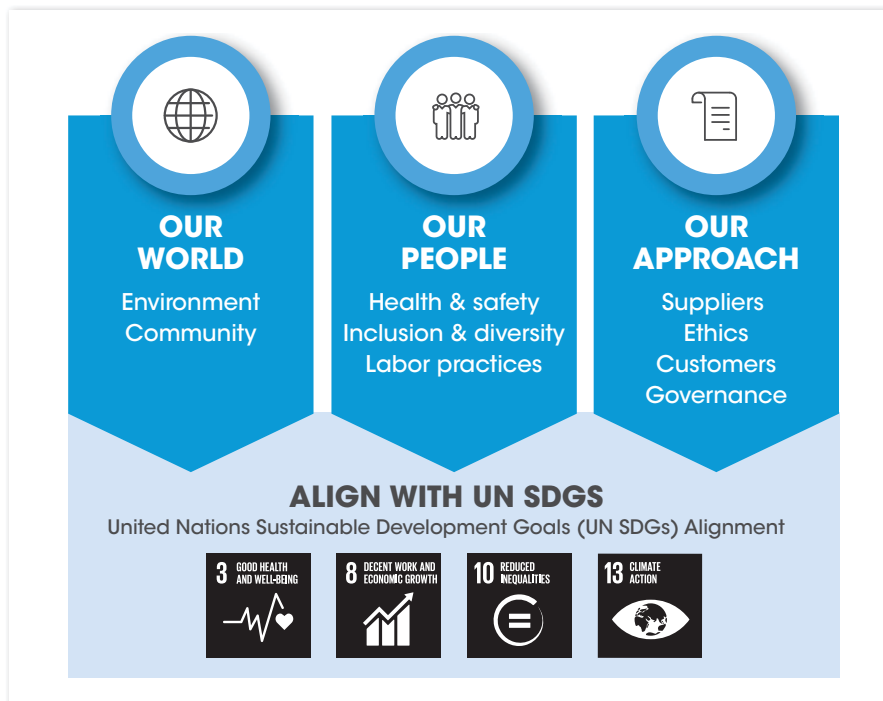 OUR
WORLD
Environment
Community
OUR
PEOPLE
Health & safety
Inclusion & diversity
Labor practices
OUR
APPROACH
Suppliers
Ethics
Customers
Governance
ALIGN WITH UN SDGS
United Nations Sustainable Development Goals (UN SDGs) Alignment
3 GOOD HEALTH
AND WELL-BEING
8 DECENT WORK AND
ECONOMIC GROWTH
10 REDUCED
INEQUALITIES
13 CLIMATE
ACTION